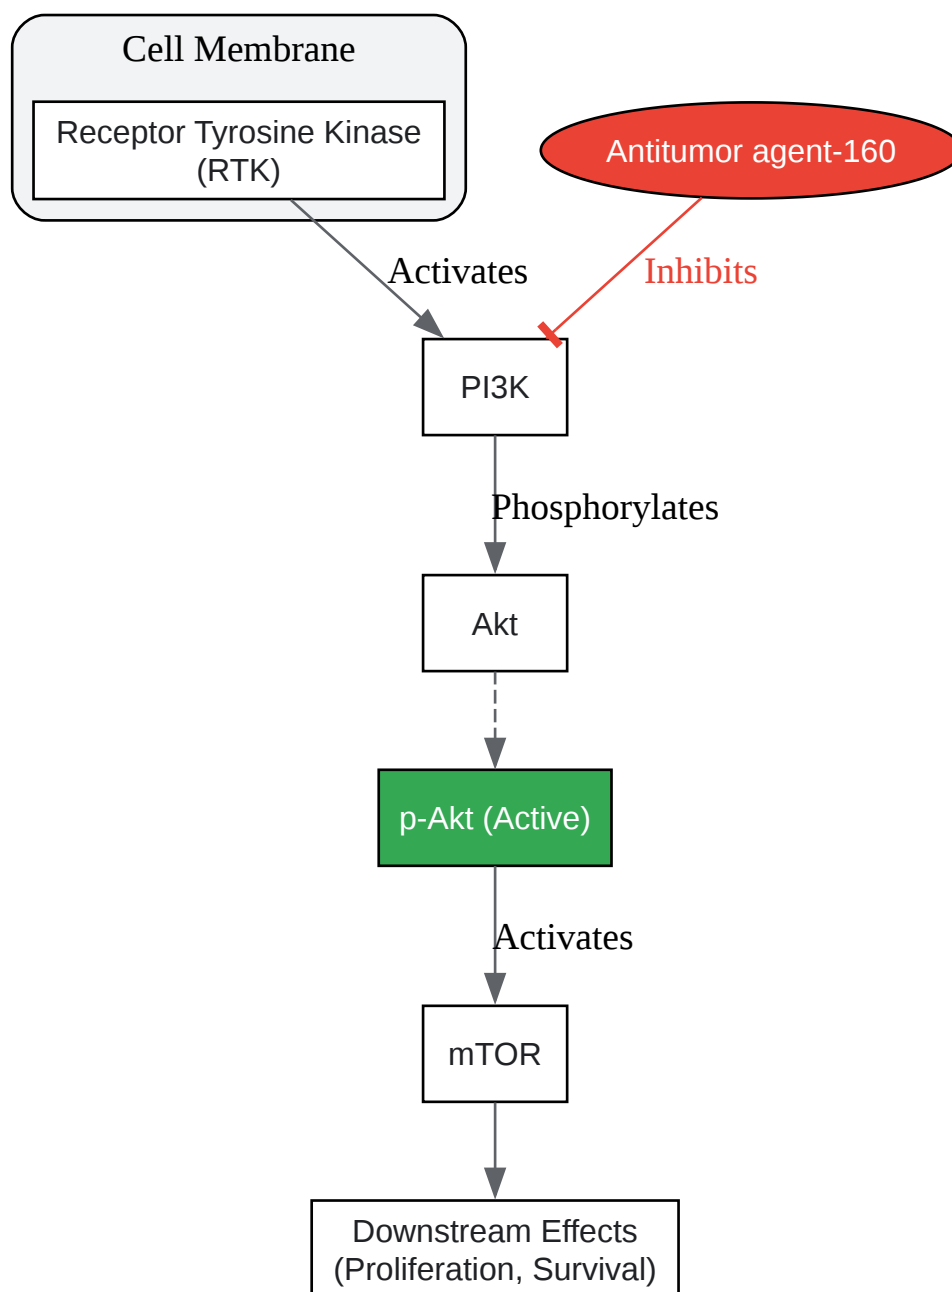 Cell Membrane
Receptor Tyrosine Kinase
(RTK)
Antitumor agent-160
Activates
Inhibits
PI3K
Phosphorylates
Akt
p-Akt (Active)
Activates
mTOR
Downstream Effects
(Proliferation, Survival)